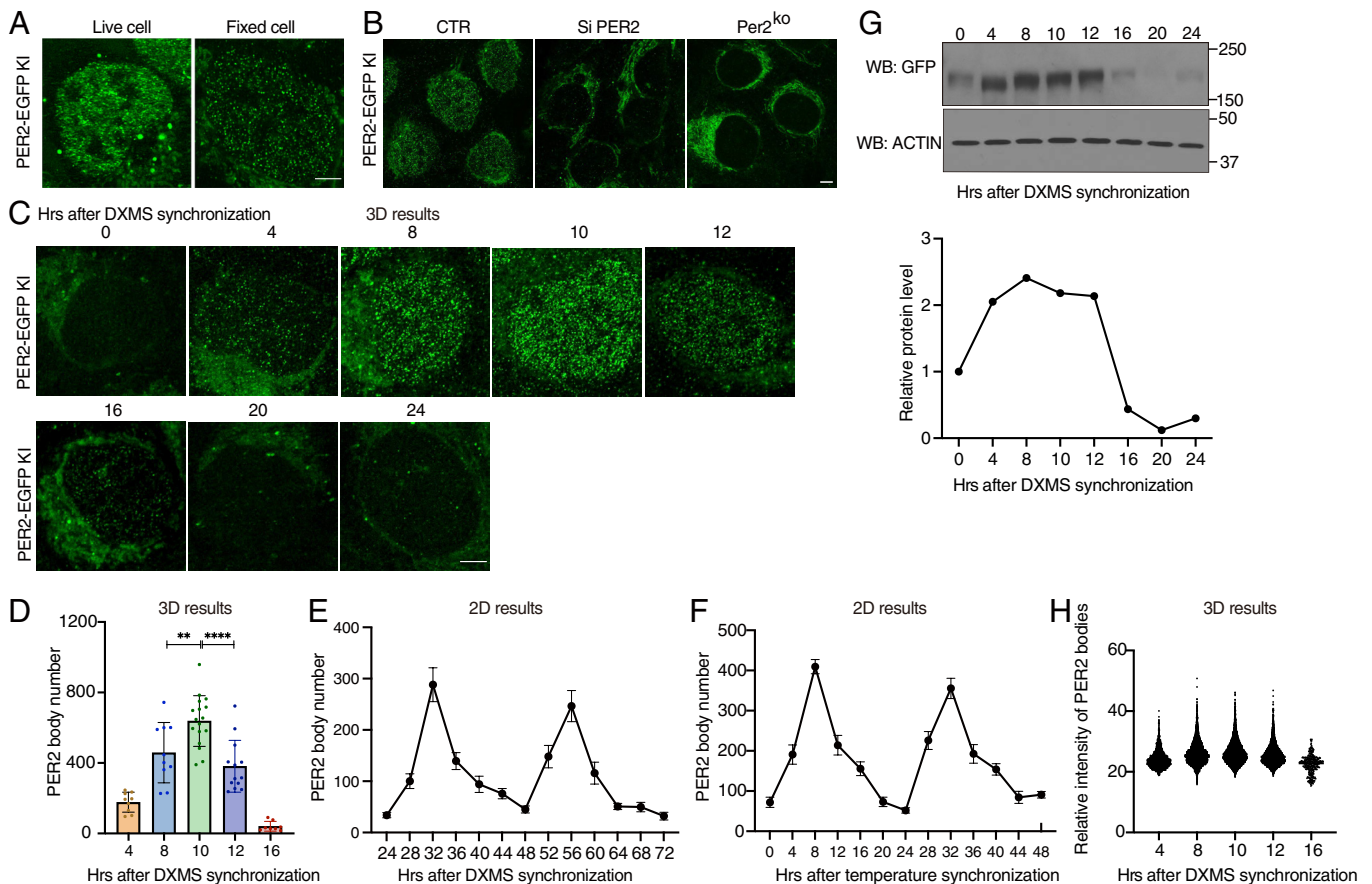 A
Live cell
Fixed cell
PER2-EGFP KI
B
CTR
Si PER2
Per2ko
PER2-EGFP KI
C
Hrs after DXMS synchronization
3D results
0
4
8
10
12
PER2-EGFP KI
16
20
24
PER2-EGFP KI
D
3D results
PER2 body number
1200
800
400
0
**
****
4 8 10 12 16
Hrs after DXMS synchronization
E
2D results
PER2 body number
400
300
200
100
0
24 28 32 36 40 44 48 52 56 60 64 68 72
Hrs after DXMS synchronization
F
2D results
PER2 body number
500
400
300
200
100
0
0 4 8 12 16 20 24 28 32 36 40 44 48
Hrs after temperature synchronization
G
0 4 8 10 12 16 20 24
WB: GFP
250
150
WB: ACTIN
50
37
Hrs after DXMS synchronization
Relative protein level
3
2
1
0
0 4 8 10 12 16 20 24
Hrs after DXMS synchronization
H
3D results
Relative intensity of PER2 bodies
60
40
20
0
4 8 10 12 16
Hrs after DXMS synchronization